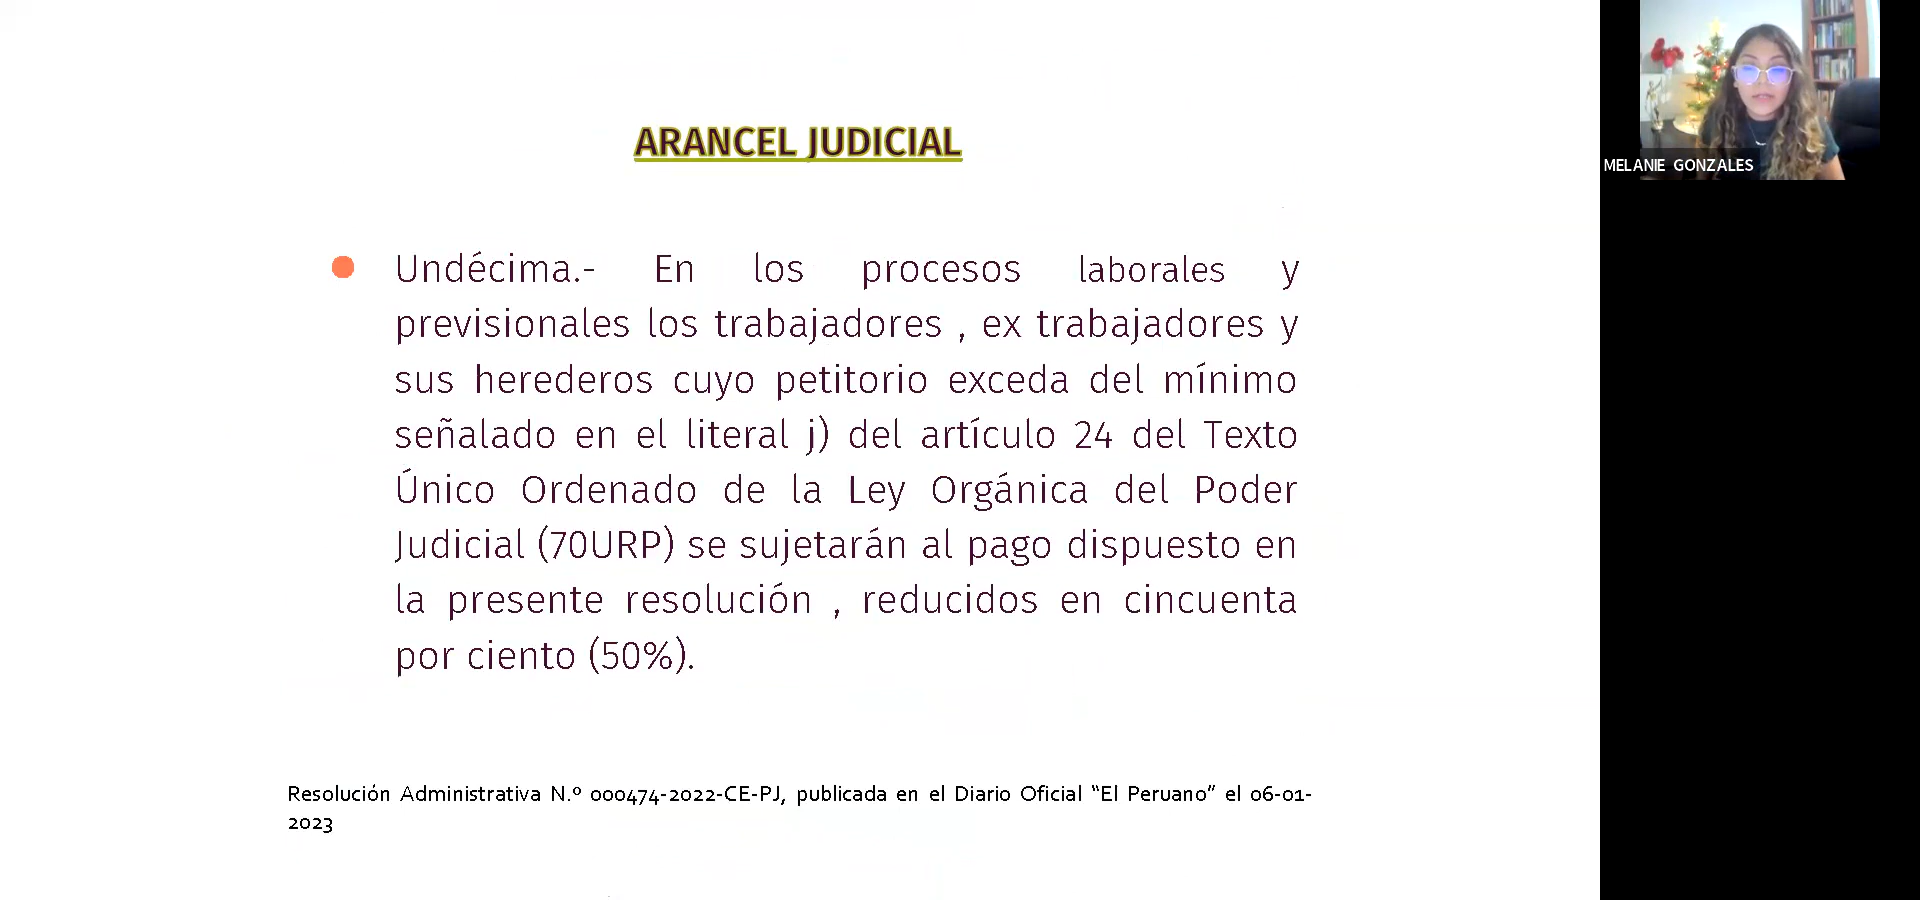 ARANCEL JUDICIAL
Undécima.- En los procesos laborales y
previsionales los trabajadores , ex trabajadores y
sus herederos cuyo petitorio exceda del mínimo
señalado en el literal j) del artículo 24 del Texto
Único Ordenado de la Ley Orgánica del Poder
Judicial (70URP) se sujetarán al pago dispuesto en
la presente resolución , reducidos en cincuenta
por ciento (50%).
Resolución Administrativa N.º 000474-2022-CE-PJ, publicada en el Diario Oficial “El Peruano” el 06-01-
2023
MELANIE GONZALES